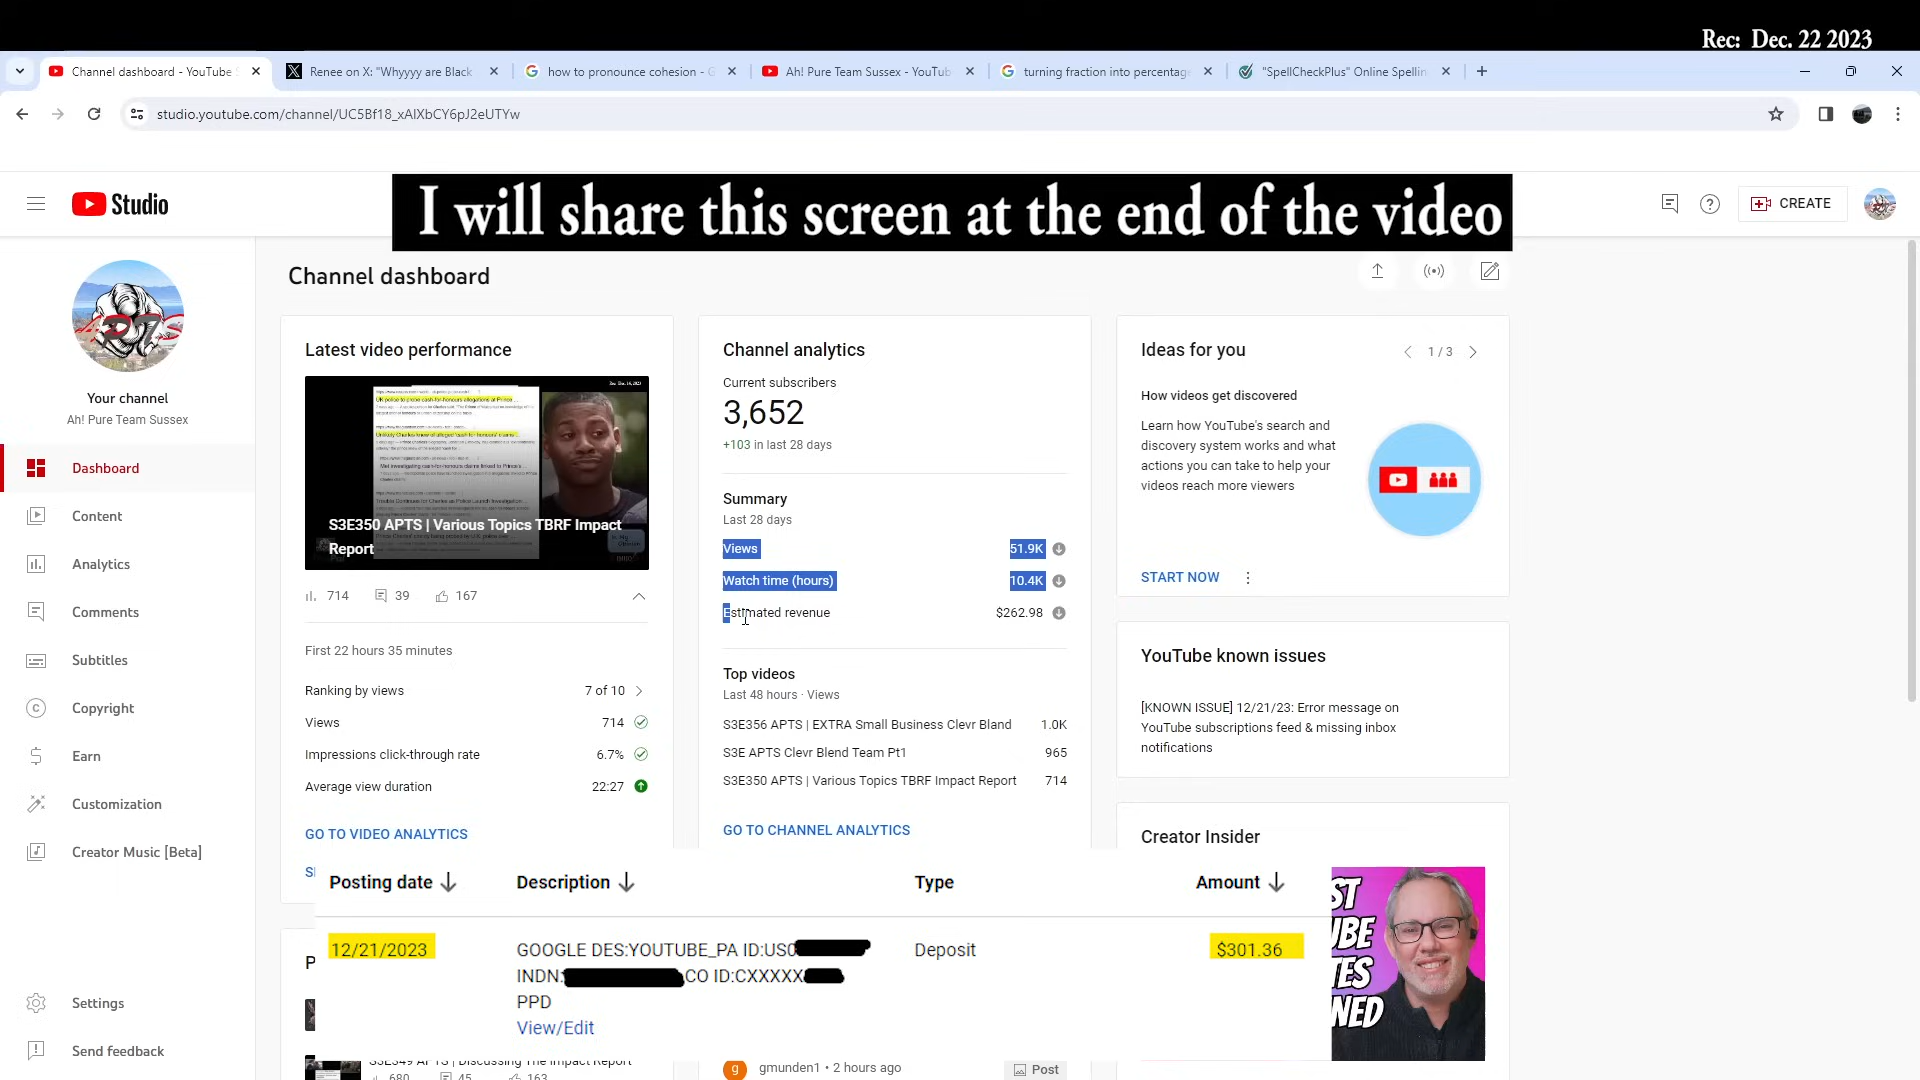 Rec: Dec. 22 2023
Channel dashboard - YouTube S
Renee on X: "Whyyyy are Black
how to pronounce cohesion - G
Ah! Pure Team Sussex - YouTub
turning fraction into percentage
"SpellCheckPlus" Online Spellin
studio.youtube.com/channel/UC5Bf18_xAIXbCY6pJ2eUTYw
Studio
I will share this screen at the end of the video
CREATE
Channel dashboard
Your channel
Ah! Pure Team Sussex
Dashboard
Content
Analytics
Comments
Subtitles
Copyright
Earn
Customization
Creator Music [Beta]
Settings
Send feedback
Latest video performance
S3E350 APTS | Various Topics TBRF Impact
Report
714 39 167
First 22 hours 35 minutes
Ranking by views 7 of 10
Views 714
Impressions click-through rate 6.7%
Average view duration 22:27
GO TO VIDEO ANALYTICS
Channel analytics
Current subscribers
3,652
+103 in last 28 days
Summary
Last 28 days
Views 51.9K
Watch time (hours) 10.4K
Estimated revenue $262.98
Top videos
Last 48 hours · Views
S3E356 APTS | EXTRA Small Business Clevr Bland 1.0K
S3E APTS Clevr Blend Team Pt1 965
S3E350 APTS | Various Topics TBRF Impact Report 714
GO TO CHANNEL ANALYTICS
Ideas for you
1 / 3
How videos get discovered
Learn how YouTube's search and
discovery system works and what
actions you can take to help your
videos reach more viewers
START NOW
YouTube known issues
[KNOWN ISSUE] 12/21/23: Error message on
YouTube subscriptions feed & missing inbox
notifications
Creator Insider
Posting date Description Type Amount
12/21/2023 GOOGLE DES:YOUTUBE_PA ID:US0 Deposit $301.36
INDN: CO ID:CXXXXX
PPD
View/Edit
P
S3E349 APTS | Discussing The Impact Report
680 45 163
g gmunden1 • 2 hours ago
Post